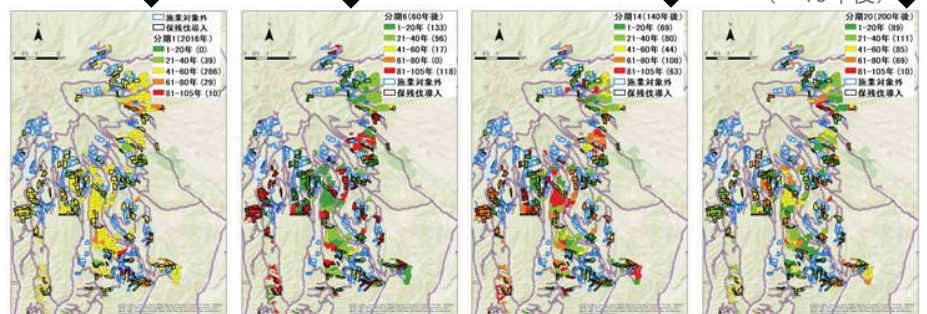 施業対象外
保残伐導入
分期1(2016年)
1-20年 (0)
21-40年 (39)
41-60年 (286)
61-80年 (29)
81-105年 (10)
分期6(60年後)
1-20年 (133)
21-40年 (96)
41-60年 (17)
61-80年 (0)
81-105年 (118)
施業対象外
保残伐導入
分期14(140年後)
1-20年 (69)
21-40年 (80)
41-60年 (44)
61-80年 (108)
81-105年 (63)
施業対象外
保残伐導入
分期20(200年後)
1-20年 (89)
21-40年 (111)
41-60年 (85)
61-80年 (69)
81-105年 (10)
施業対象外
保残伐導入